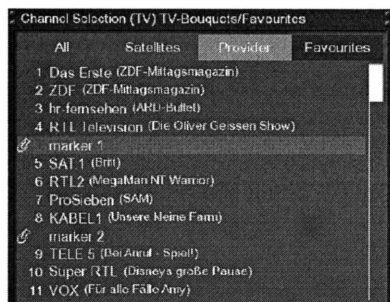 Channel Selection (TV) TV-Bouquets/Favourites
All Satellites Provider Favourites
1 Das Erste (ZDF-Mittagsmagazin)
2 ZDF (ZDF-Mittagsmagazin)
3 hr-fernsehen (ARD-Buffet)
4 RTL Television (Die Oliver Geissen Show)
marker 1
5 SAT.1 (Britt)
6 RTL2 (MegaMan NT Warrior)
7 ProSieben (SAM)
8 KABEL1 (Unsere kleine Farm)
marker 2
9 TELE 5 (Bei Anruf - Spiel!)
10 Super RTL (Disneys große Pause)
11 VOX (Für alle Fälle Amy)